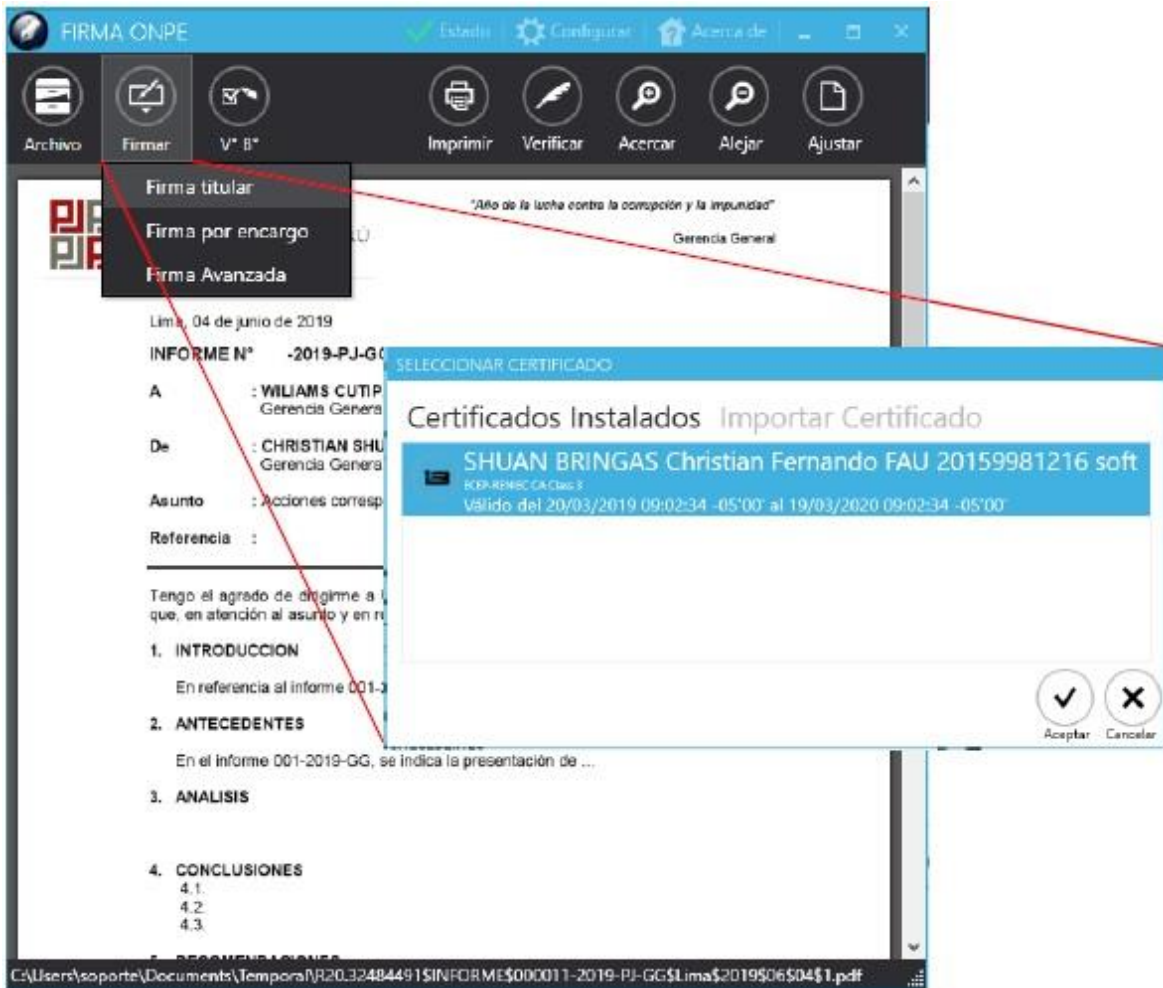 FIRMA ONPE
Estado
Configurar
Acerca de
Archivo
Firmar
V° B°
Imprimir
Verificar
Acercar
Alejar
Ajustar
Firma titular
Firma por encargo
Firma Avanzada
"Año de la lucha contra la corrupción y la impunidad"
Gerencia General
Lima, 04 de junio de 2019
INFORME N° -2019-PJ-GG
A : WILIAMS CUTIP
Gerencia Genera
De : CHRISTIAN SHU
Gerencia Genera
Asunto : Acciones corresp
Referencia :
Tengo el agrado de dirigirme a
que, en atención al asunto y en r
1. INTRODUCCION
En referencia al informe 001-
2. ANTECEDENTES
En el informe 001-2019-GG, se indica la presentación de ...
3. ANALISIS
4. CONCLUSIONES
4.1.
4.2.
4.3.
SELECCIONAR CERTIFICADO
Certificados Instalados Importar Certificado
SHUAN BRINGAS Christian Fernando FAU 20159981216 soft
ECEP-RENIEC CA Class 3
Válido del 20/03/2019 09:02:34 -05'00' al 19/03/2020 09:02:34 -05'00'
Aceptar
Cancelar
C:\Users\soporte\Documents\Temporal\R20.32484491$INFORME$000011-2019-PJ-GG$Lima$2019$06$04$1.pdf